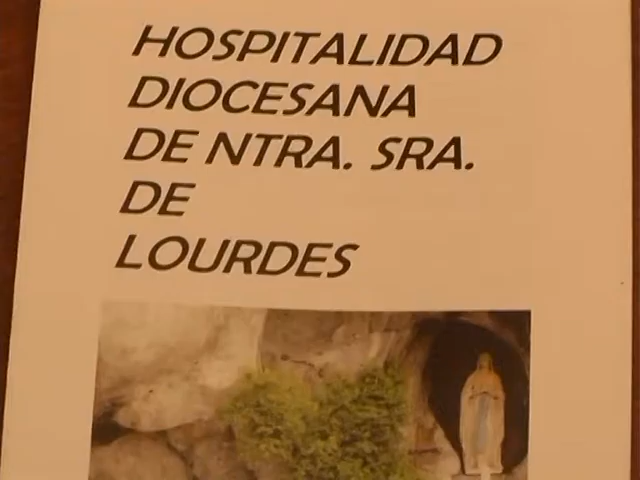 HOSPITALIDAD
DIOCESANA
DE NTRA. SRA.
DE
LOURDES